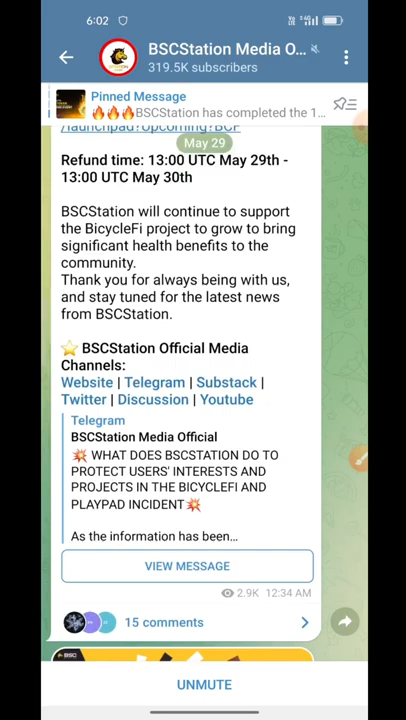 6:02
BSCStation Media O...
319.5K subscribers
Pinned Message
🔥🔥🔥BSCStation has completed the 1...
/launchpad?Upcoming?BCF
May 29
Refund time: 13:00 UTC May 29th -
13:00 UTC May 30th
BSCStation will continue to support
the BicycleFi project to grow to bring
significant health benefits to the
community.
Thank you for always being with us,
and stay tuned for the latest news
from BSCStation.
⭐ BSCStation Official Media
Channels:
Website | Telegram | Substack |
Twitter | Discussion | Youtube
Telegram
BSCStation Media Official
💥 WHAT DOES BSCSTATION DO TO
PROTECT USERS' INTERESTS AND
PROJECTS IN THE BICYCLEFI AND
PLAYPAD INCIDENT💥
As the information has been...
VIEW MESSAGE
2.9K 12:34 AM
15 comments
BSC
UNMUTE